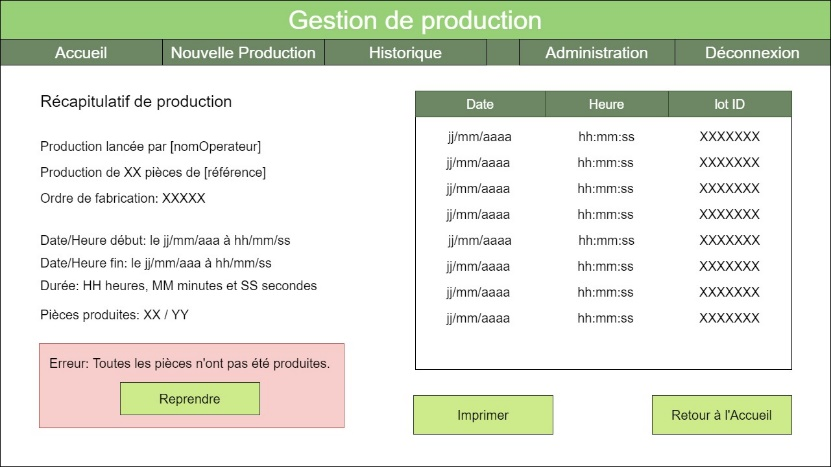 Gestion de production
Accueil Nouvelle Production Historique Administration Déconnexion
Récapitulatif de production
Production lancée par [nomOperateur]
Production de XX pièces de [référence]
Ordre de fabrication: XXXXX
Date/Heure début: le jj/mm/aaa à hh/mm/ss
Date/Heure fin: le jj/mm/aaa à hh/mm/ss
Durée: HH heures, MM minutes et SS secondes
Pièces produites: XX / YY
Erreur: Toutes les pièces n'ont pas été produites.
Reprendre
Date Heure lot ID
jj/mm/aaaa hh:mm:ss XXXXXXX
jj/mm/aaaa hh:mm:ss XXXXXXX
jj/mm/aaaa hh:mm:ss XXXXXXX
jj/mm/aaaa hh:mm:ss XXXXXXX
jj/mm/aaaa hh:mm:ss XXXXXXX
jj/mm/aaaa hh:mm:ss XXXXXXX
jj/mm/aaaa hh:mm:ss XXXXXXX
jj/mm/aaaa hh:mm:ss XXXXXXX
Imprimer Retour à l'Accueil